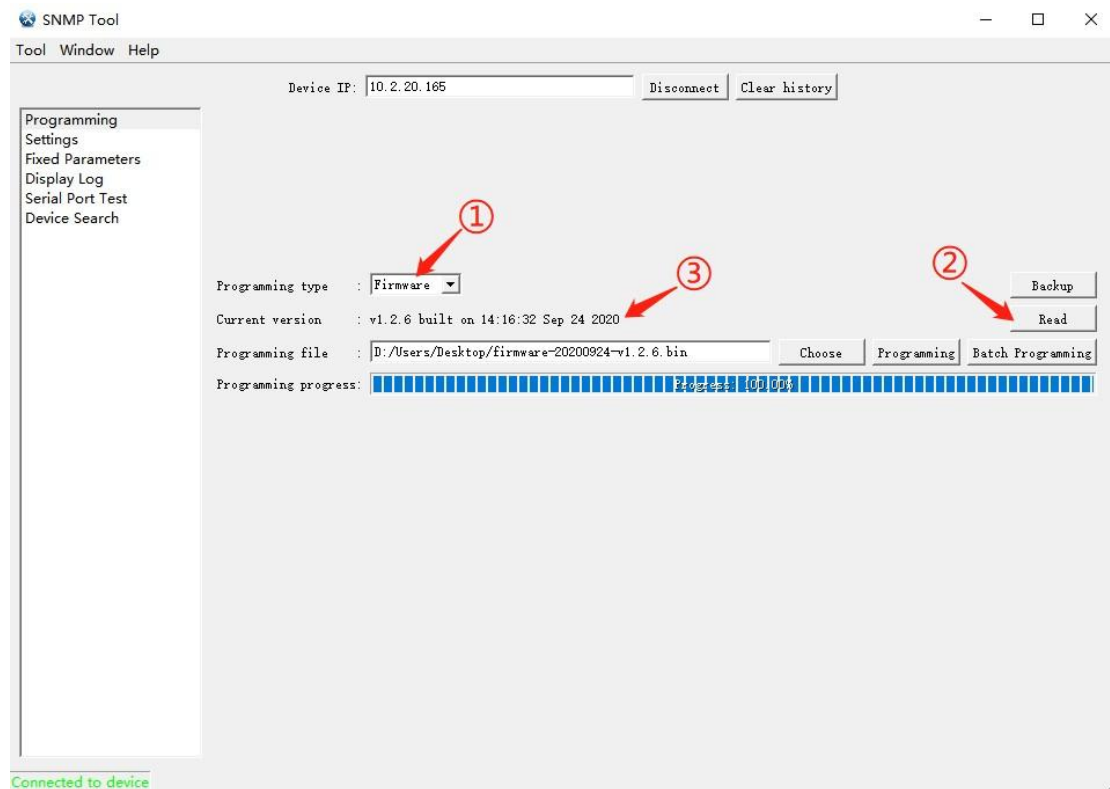 SNMP Tool
Tool Window Help
Device IP: 10.2.20.165 Disconnect Clear history
Programming
Settings
Fixed Parameters
Display Log
Serial Port Test
Device Search
①
②
③
Programming type : Firmware Backup
Current version : v1.2.6 built on 14:16:32 Sep 24 2020 Read
Programming file : D:/Users/Desktop/firmware-20200924-v1.2.6.bin Choose Programming Batch Programming
Programming progress: Progress: 100.00%
Connected to device